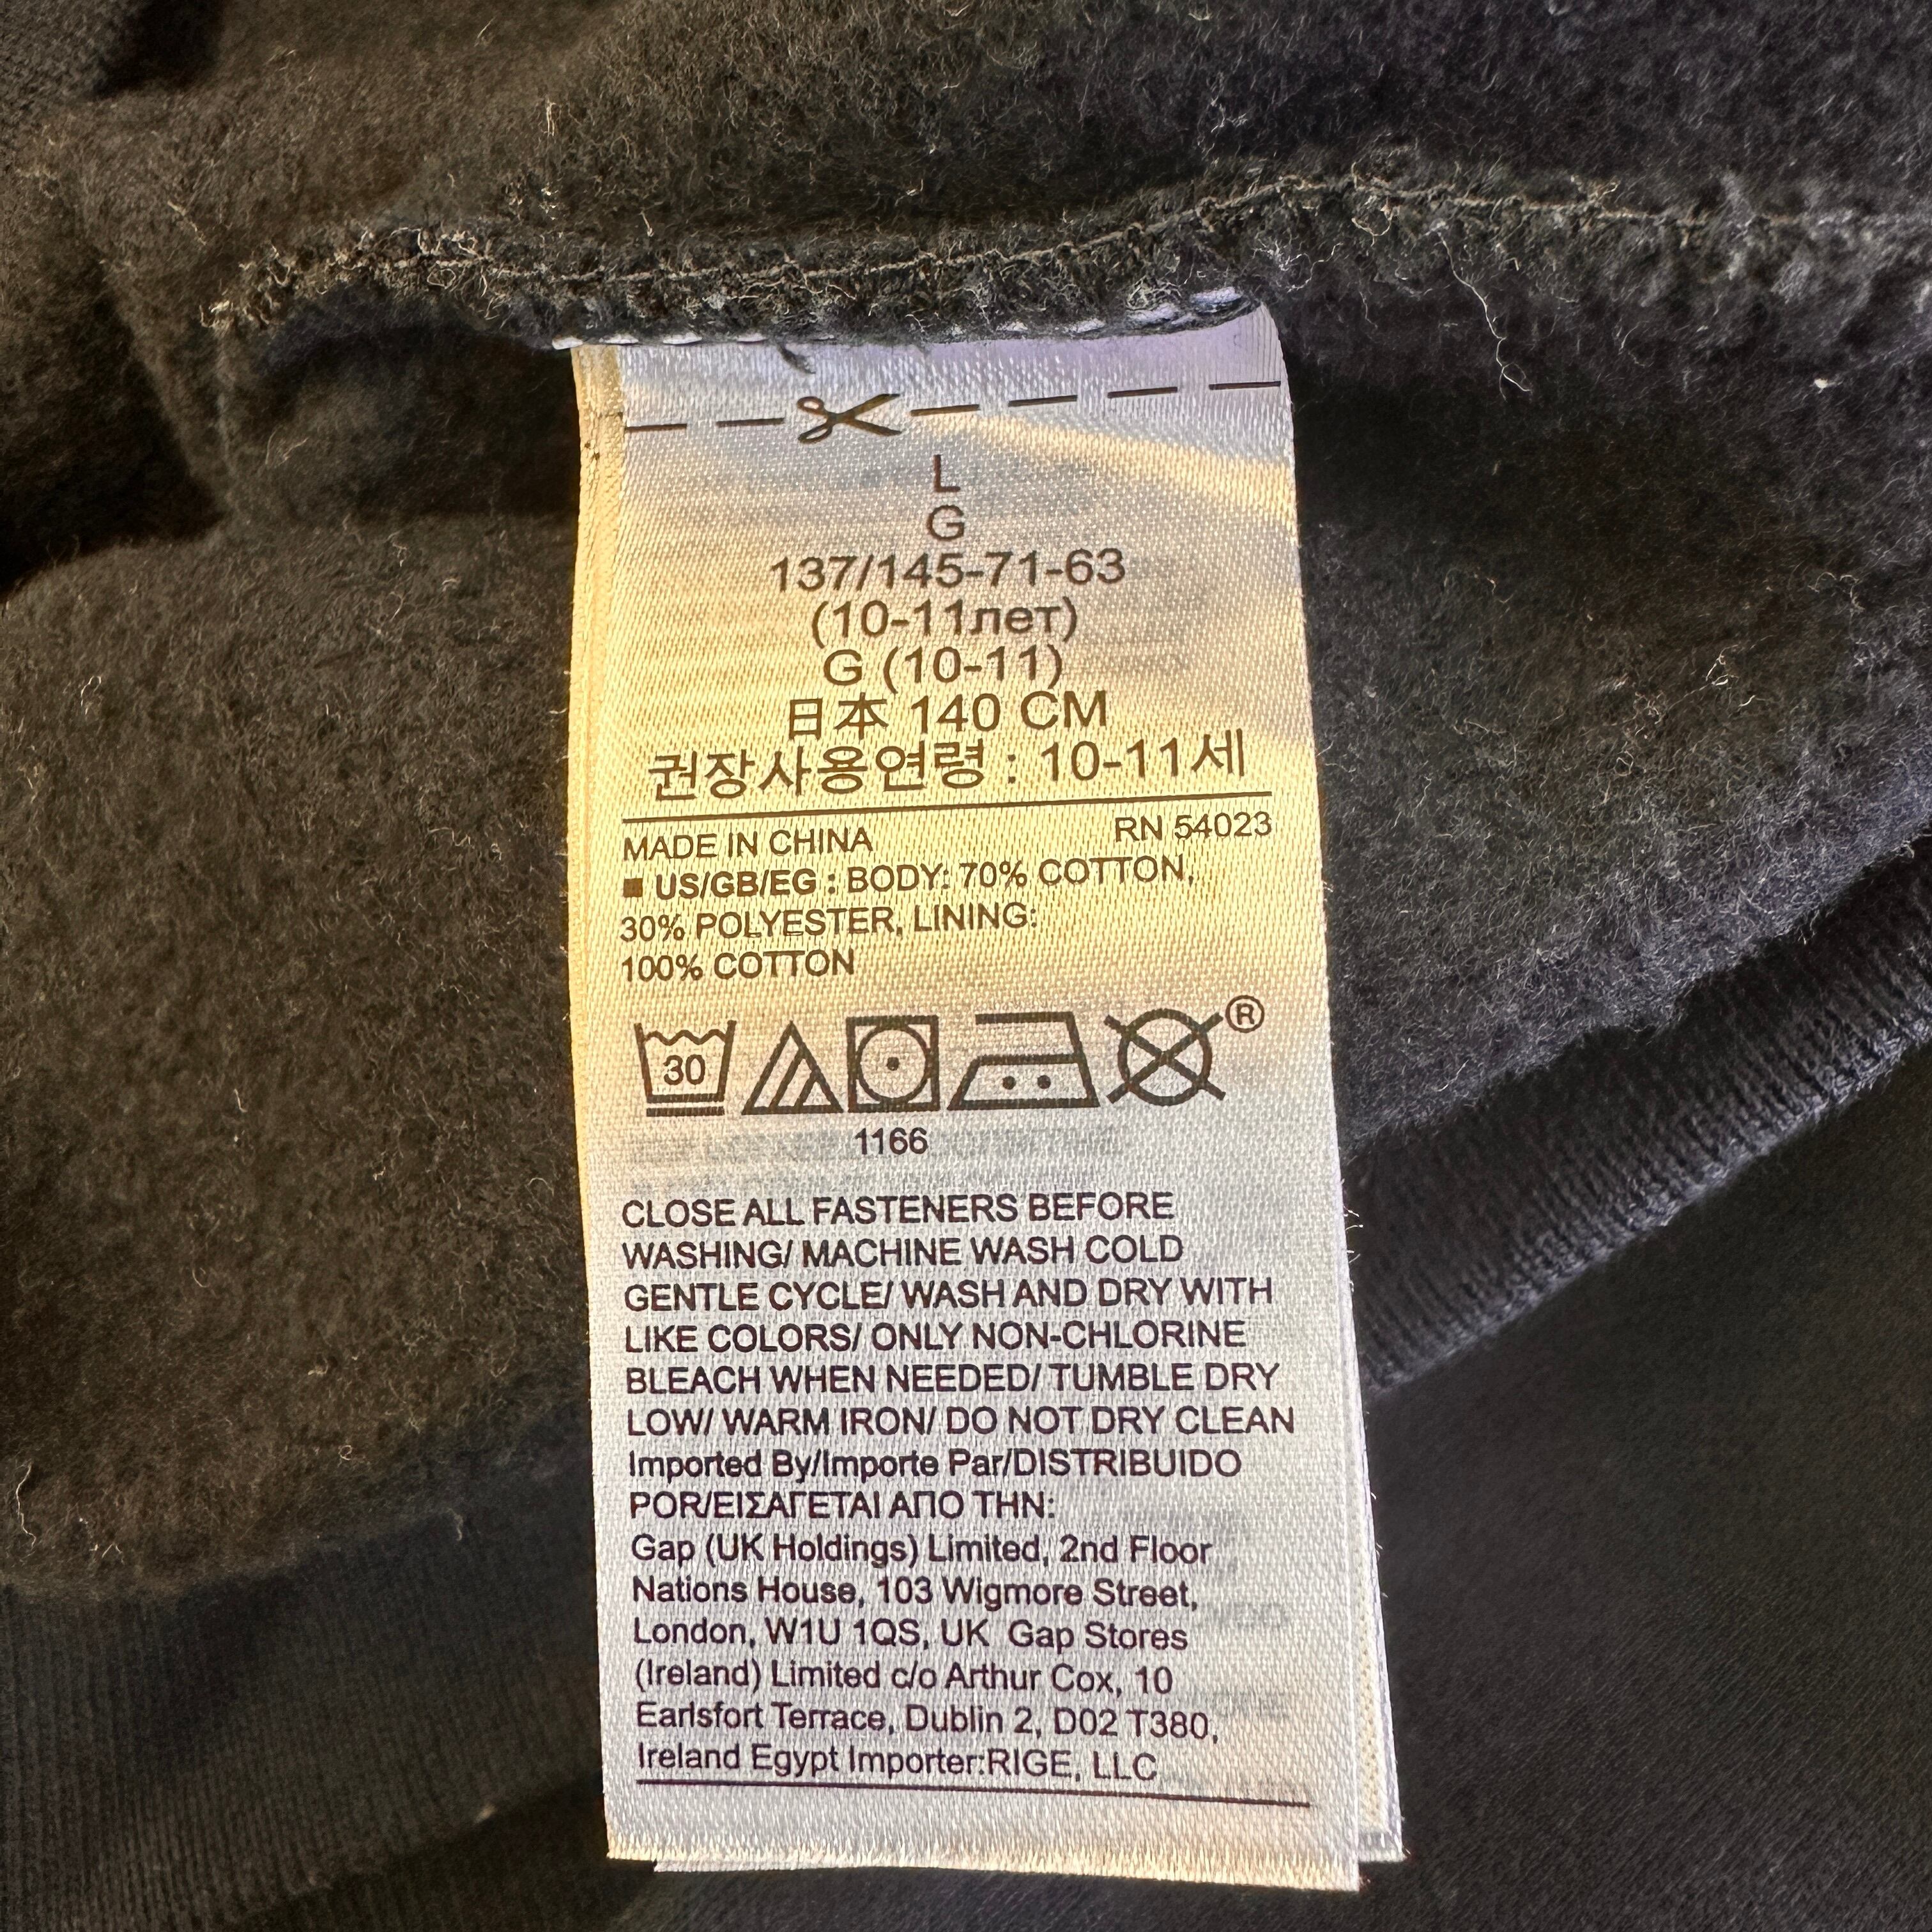 L
G
137/145-71-63
(10-11лет)
G (10-11)
日本 140 CM
권장사용연령 : 10-11세
MADE IN CHINA RN 54023
■ US/GB/EG : BODY: 70% COTTON,
30% POLYESTER, LINING:
100% COTTON
30
®
1166
CLOSE ALL FASTENERS BEFORE
WASHING/ MACHINE WASH COLD
GENTLE CYCLE/ WASH AND DRY WITH
LIKE COLORS/ ONLY NON-CHLORINE
BLEACH WHEN NEEDED/ TUMBLE DRY
LOW/ WARM IRON/ DO NOT DRY CLEAN
Imported By/Importe Par/DISTRIBUIDO
POR/ΕΙΣΑΓΕΤΑΙ ΑΠΟ ΤΗΝ:
Gap (UK Holdings) Limited, 2nd Floor
Nations House, 103 Wigmore Street,
London, W1U 1QS, UK Gap Stores
(Ireland) Limited c/o Arthur Cox, 10
Earlsfort Terrace, Dublin 2, D02 T380,
Ireland Egypt Importer:RIGE, LLC